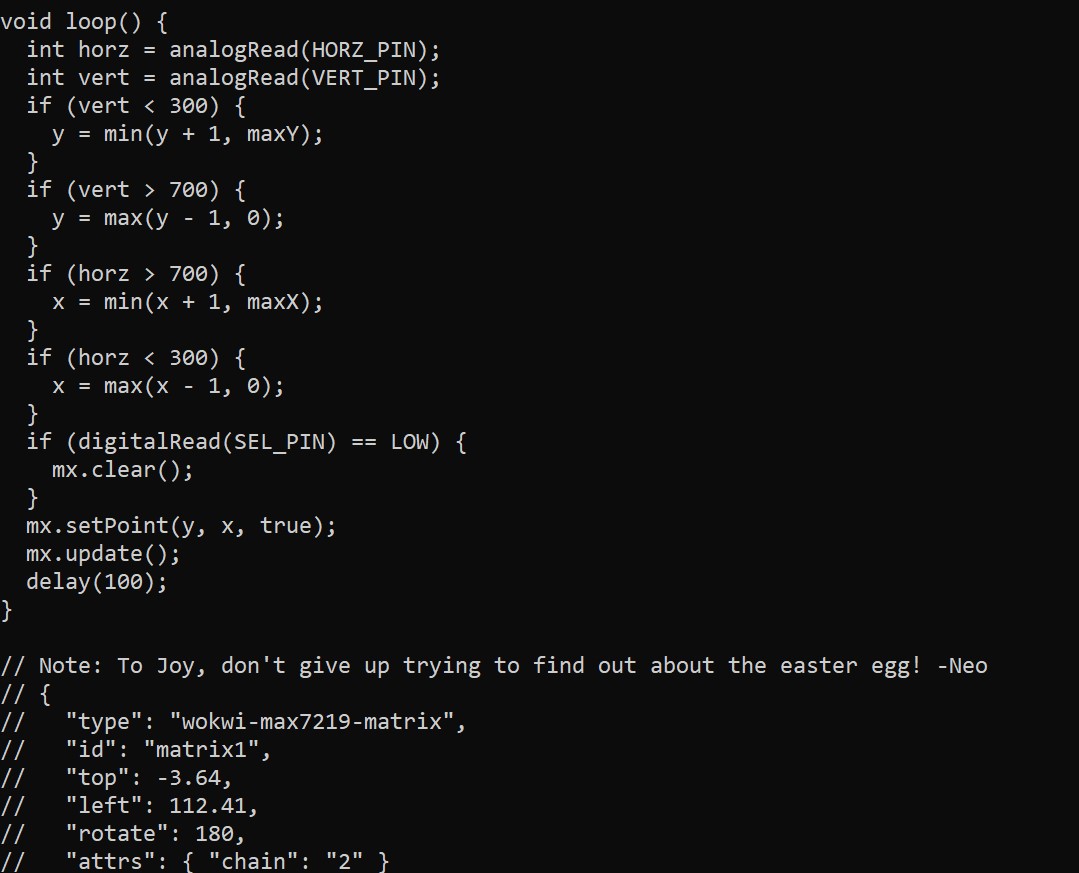 void loop() {
  int horz = analogRead(HORZ_PIN);
  int vert = analogRead(VERT_PIN);
  if (vert < 300) {
    y = min(y + 1, maxY);
  }
  if (vert > 700) {
    y = max(y - 1, 0);
  }
  if (horz > 700) {
    x = min(x + 1, maxX);
  }
  if (horz < 300) {
    x = max(x - 1, 0);
  }
  if (digitalRead(SEL_PIN) == LOW) {
    mx.clear();
  }
  mx.setPoint(y, x, true);
  mx.update();
  delay(100);
}

// Note: To Joy, don't give up trying to find out about the easter egg! -Neo
// {
//   "type": "wokwi-max7219-matrix",
//   "id": "matrix1",
//   "top": -3.64,
//   "left": 112.41,
//   "rotate": 180,
//   "attrs": { "chain": "2" }